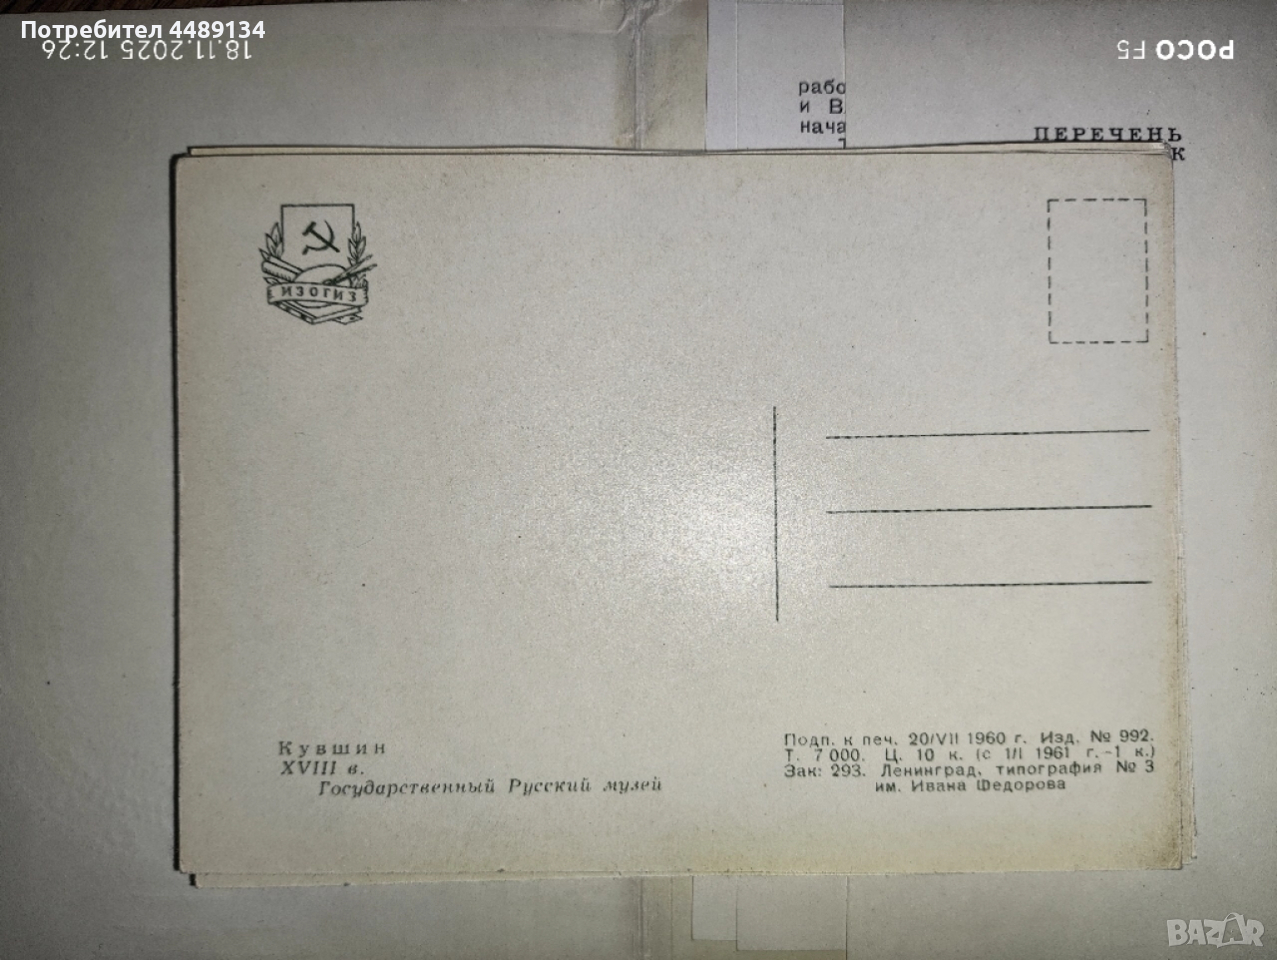 Потребител 4489134
18.11.2025 12:26
POCO F5
рабо
и В
нача
ПЕРЕЧЕНЬ
К
ИЗОГИЗ
Кувшин
XVIII в.
Государственный Русский музей
Подп. к печ. 20/VII 1960 г. Изд. № 992.
Т. 7 000. Ц. 10 к. (с 1/I 1961 г. -1 к.)
Зак: 293. Ленинград, типография № 3
им. Ивана Федорова
BAZAR